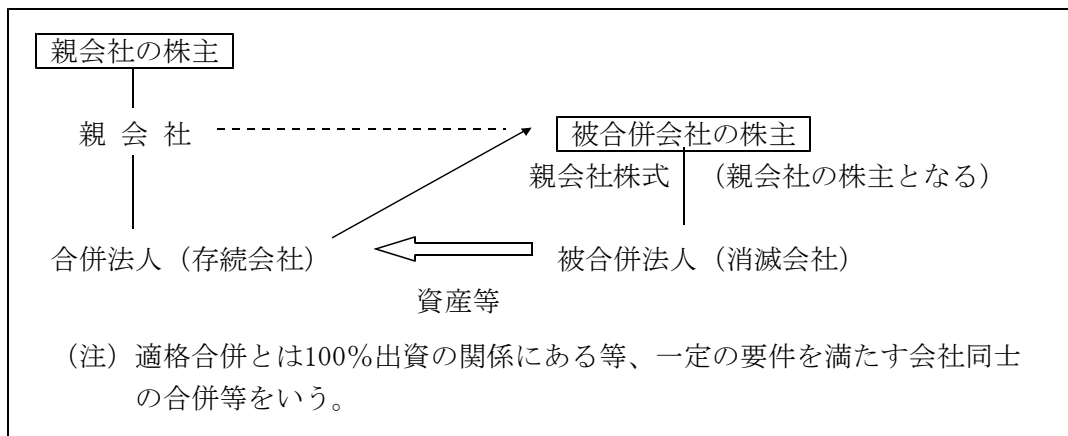 親会社の株主
親 会 社
被合併会社の株主
親会社株式 （親会社の株主となる）
合併法人（存続会社） 被合併法人（消滅会社）
資産等
（注）適格合併とは100％出資の関係にある等、一定の要件を満たす会社同士
の合併等をいう。